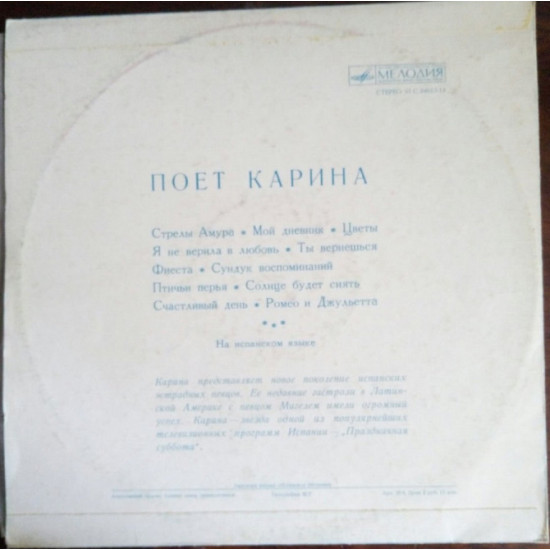 МЕЛОДИЯ
СТЕРЕО
ПОЕТ КАРИНА
Стрелы Амура • Мой дневник • Цветы
Я не верила в любовь • Ты вернешься
Фиеста • Сундук воспоминаний
Птичьи перья • Солнце будет сиять
Счастливый день • Ромео и Джульетта
На испанском языке
Карина представляет новое поколение испанских
эстрадных певцов. Ее недавние гастроли в Латин-
ской Америке с певцом Мигелем имели огромный
успех. Карина — звезда одной из популярнейших
телевизионных программ Испании — „Праздничная
суббота".